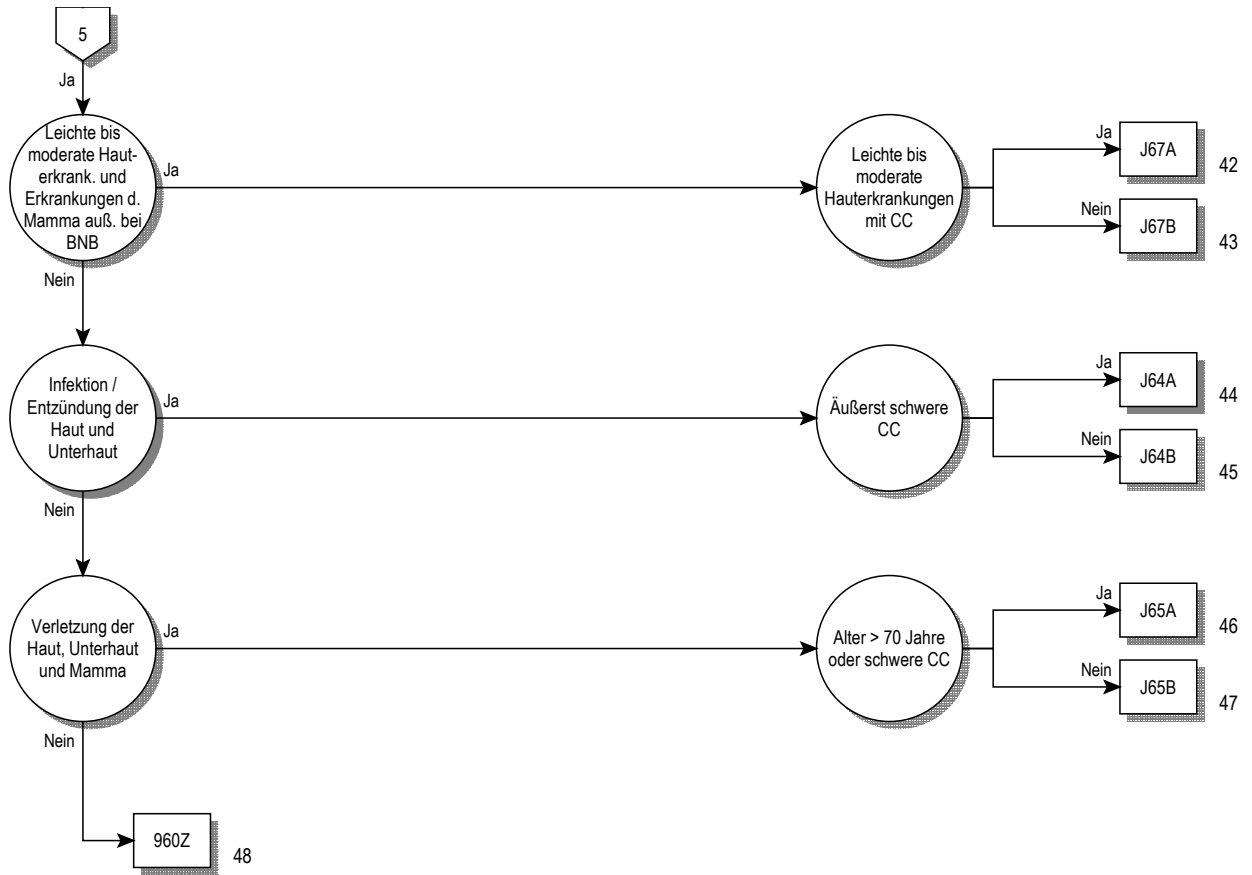 5
Ja
Leichte bis
moderate Haut-
erkrank. und
Erkrankungen d.
Mamma auß. bei
BNB
Ja
Leichte bis
moderate
Hauterkrankungen
mit CC
Ja
J67A
42
Nein
J67B
43
Nein
Infektion /
Entzündung der
Haut und
Unterhaut
Ja
Äußerst schwere
CC
Ja
J64A
44
Nein
J64B
45
Nein
Verletzung der
Haut, Unterhaut
und Mamma
Ja
Alter > 70 Jahre
oder schwere CC
Ja
J65A
46
Nein
J65B
47
Nein
960Z
48